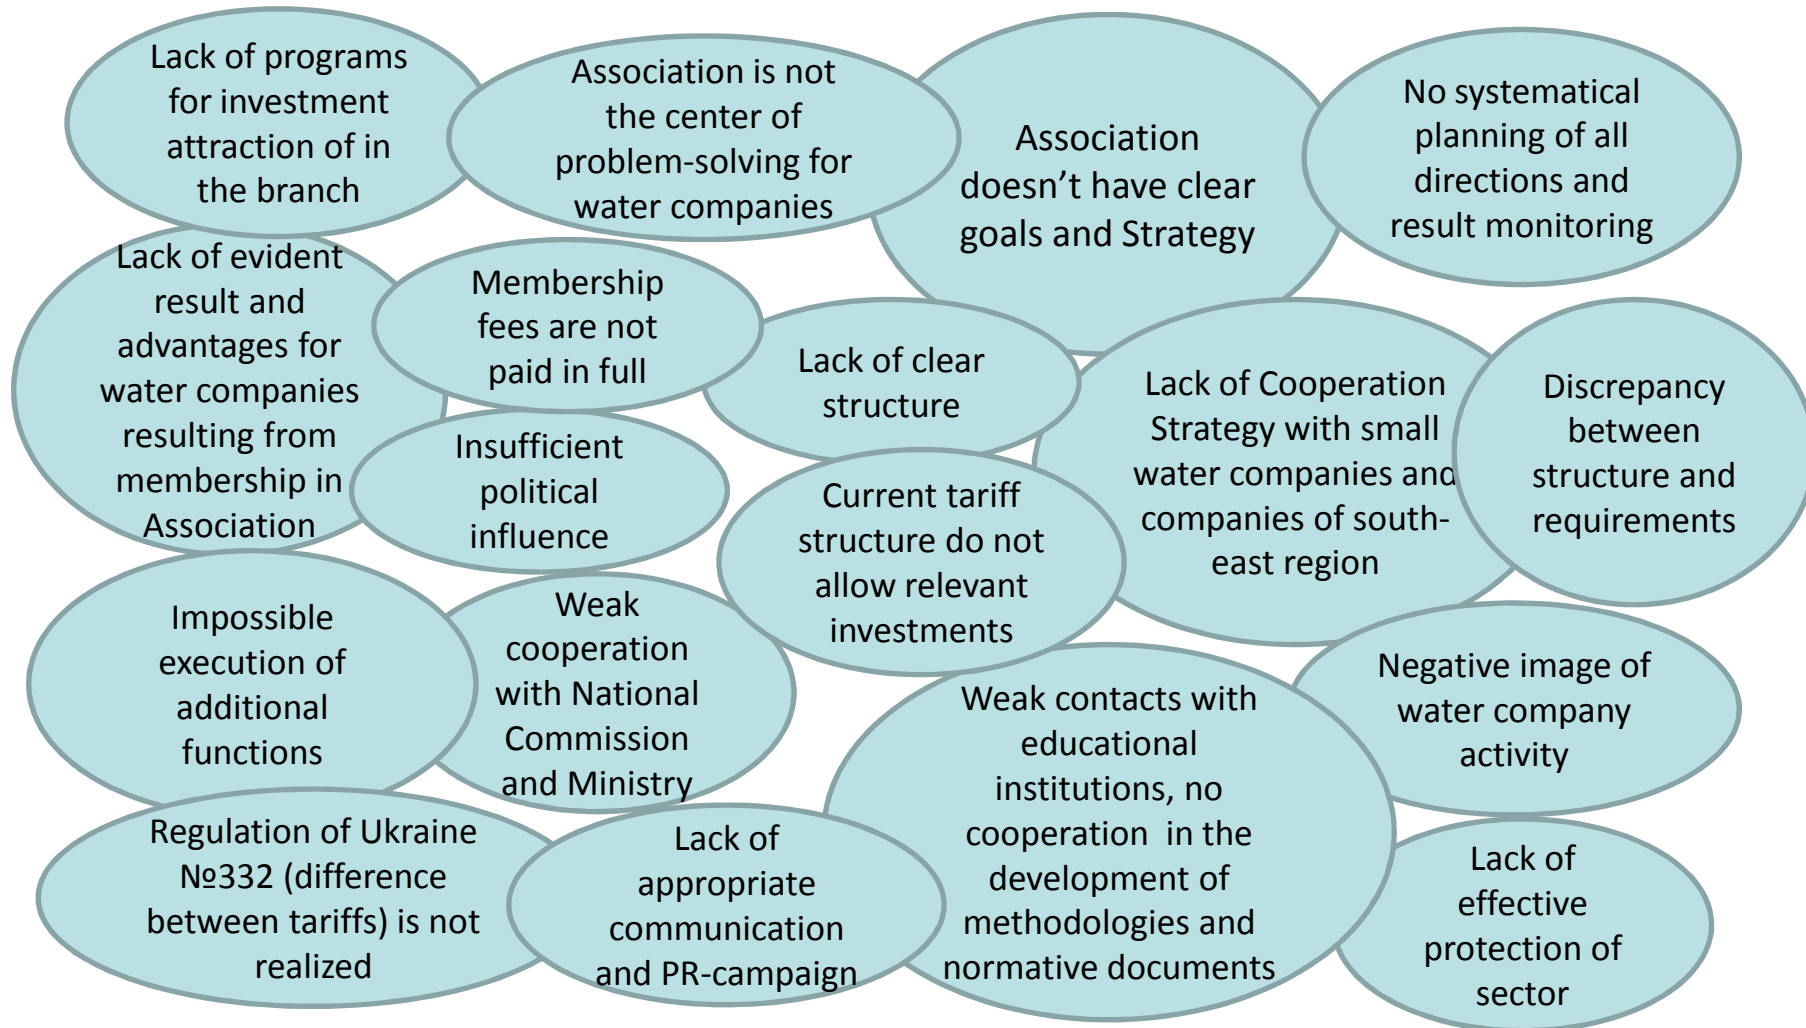 Lack of programs
for investment
attraction of in
the branch
Association is not
the center of
problem-solving for
water companies
Association
doesn’t have clear
goals and Strategy
No systematical
planning of all
directions and
result monitoring
Lack of evident
result and
advantages for
water companies
resulting from
membership in
Association
Membership
fees are not
paid in full
Lack of clear
structure
Lack of Cooperation
Strategy with small
water companies and
companies of south-
east region
Discrepancy
between
structure and
requirements
Insufficient
political
influence
Current tariff
structure do not
allow relevant
investments
Impossible
execution of
additional
functions
Weak
cooperation
with National
Commission
and Ministry
Weak contacts with
educational
institutions, no
cooperation  in the
development of
methodologies and
normative documents
Negative image of
water company
activity
Regulation of Ukraine
№332 (difference
between tariffs) is not
realized
Lack of
appropriate
communication
and PR-campaign
Lack of
effective
protection of
sector